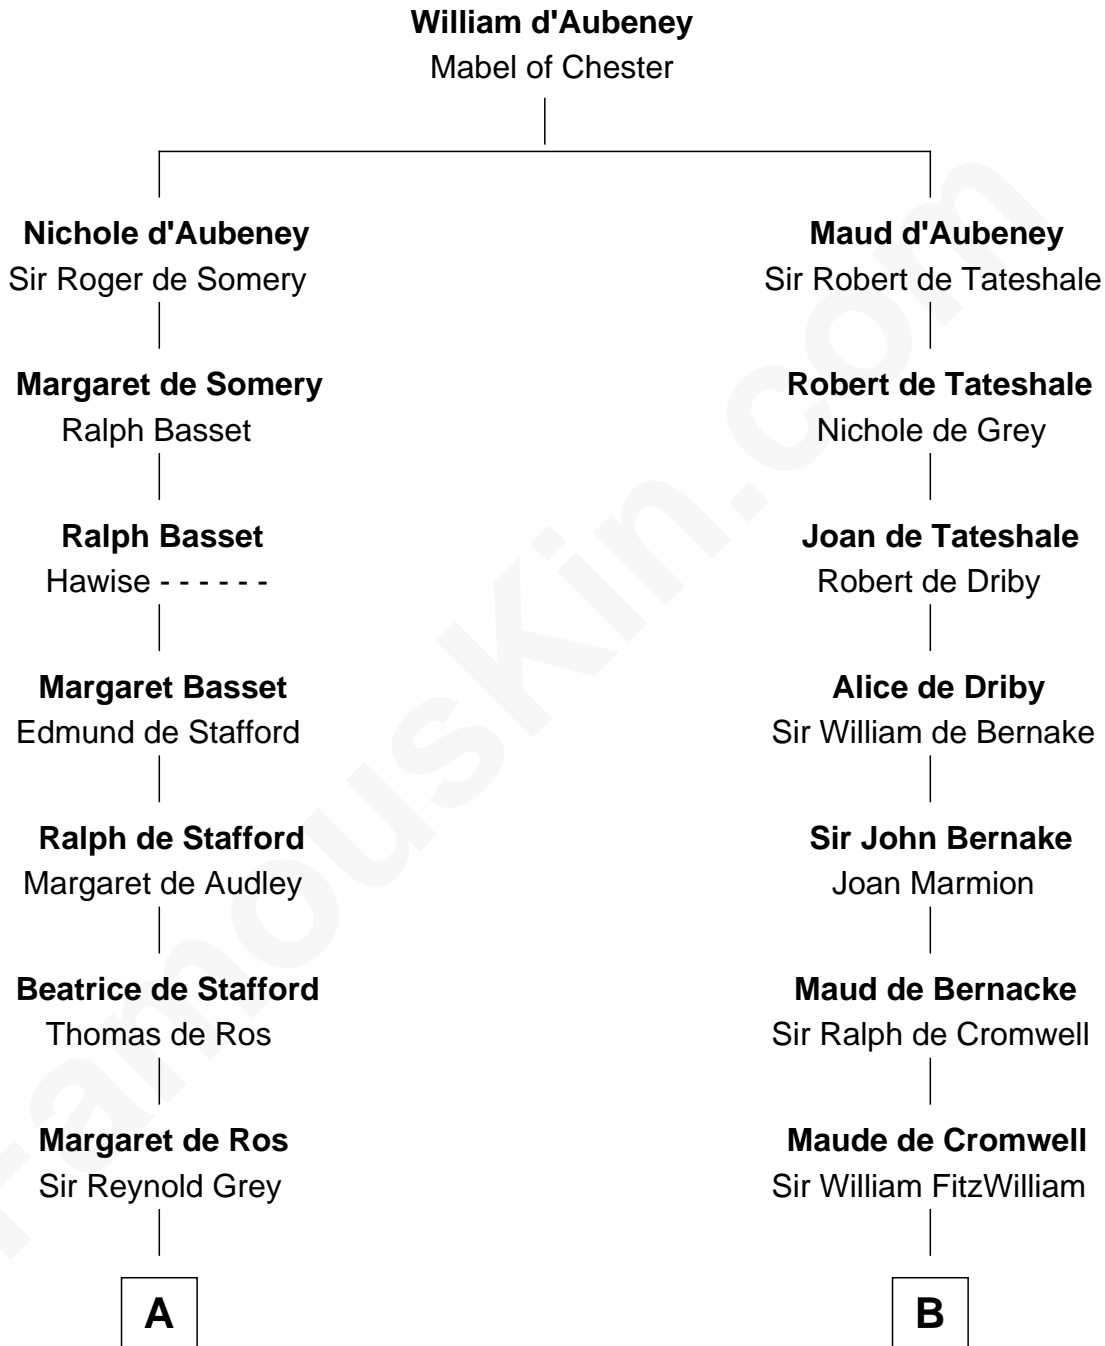 William d'Aubeney
Mabel of Chester
Nichole d'Aubeney
Sir Roger de Somery
Maud d'Aubeney
Sir Robert de Tateshale
Margaret de Somery
Ralph Basset
Robert de Tateshale
Nichole de Grey
Ralph Basset
Hawise - - - - - -
Joan de Tateshale
Robert de Driby
Margaret Basset
Edmund de Stafford
Alice de Driby
Sir William de Bernake
Ralph de Stafford
Margaret de Audley
Sir John Bernake
Joan Marmion
Beatrice de Stafford
Thomas de Ros
Maud de Bernacke
Sir Ralph de Cromwell
Margaret de Ros
Sir Reynold Grey
Maude de Cromwell
Sir William FitzWilliam
A
B
FamousKin.com